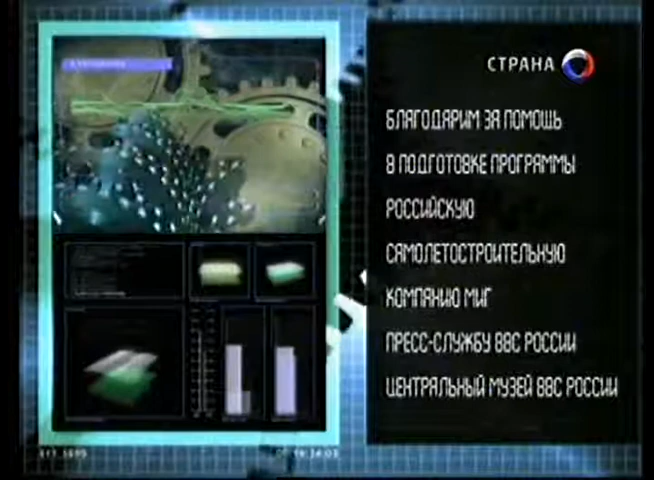 СТРАНА
БЛАГОДАРИМ ЗА ПОМОЩЬ
В ПОДГОТОВКЕ ПРОГРАММЫ
РОССИЙСКУЮ
САМОЛЕТОСТРОИТЕЛЬНУЮ
КОМПАНИЮ МИГ
ПРЕСС-СЛУЖБУ ВВС РОССИИ
ЦЕНТРАЛЬНЫЙ МУЗЕЙ ВВС РОССИИ